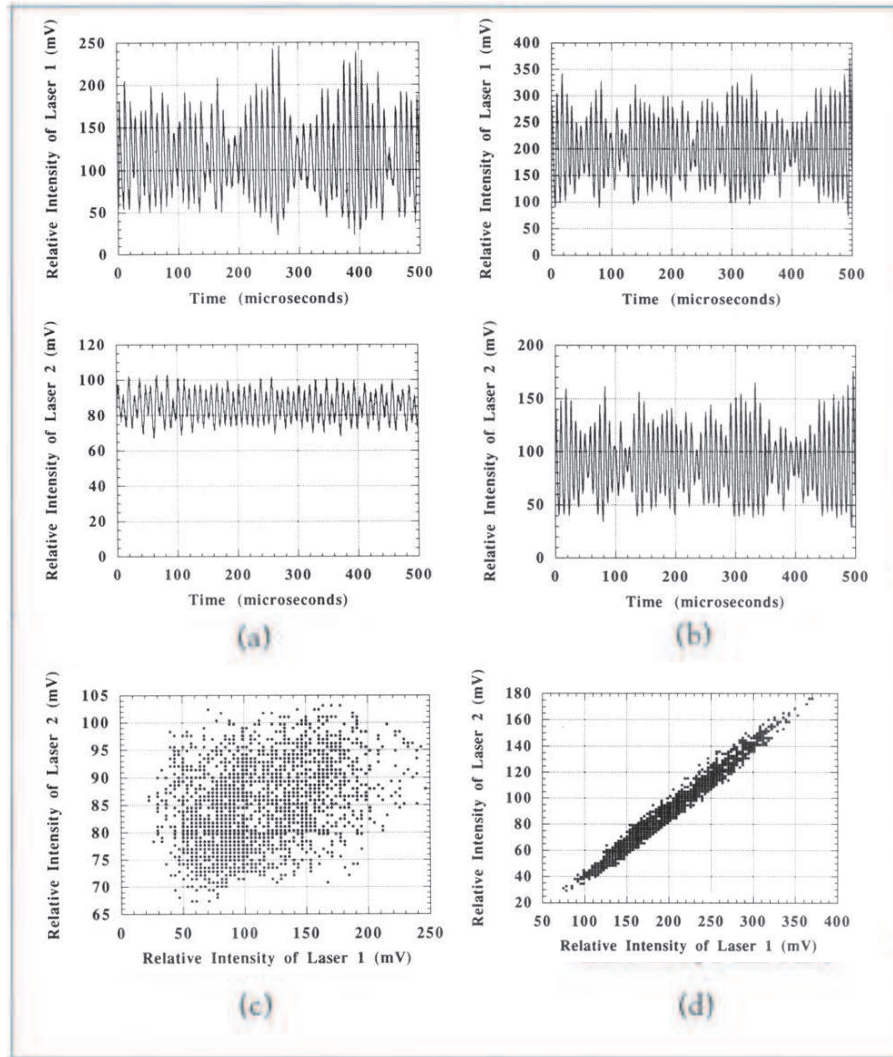 Relative Intensity of Laser 1 (mV)
250
200
150
100
50
0
0 100 200 300 400 500
Time (microseconds)
Relative Intensity of Laser 1 (mV)
400
350
300
250
200
150
100
50
0
0 100 200 300 400 500
Time (microseconds)
Relative Intensity of Laser 2 (mV)
120
100
80
60
40
20
0
0 100 200 300 400 500
Time (microseconds)
(a)
Relative Intensity of Laser 2 (mV)
200
150
100
50
0
0 100 200 300 400 500
Time (microseconds)
(b)
Relative Intensity of Laser 2 (mV)
105
100
95
90
85
80
75
70
65
0 50 100 150 200 250
Relative Intensity of Laser 1 (mV)
(c)
Relative Intensity of Laser 2 (mV)
180
160
140
120
100
80
60
40
20
50 100 150 200 250 300 350 400
Relative Intensity of Laser 1 (mV)
(d)